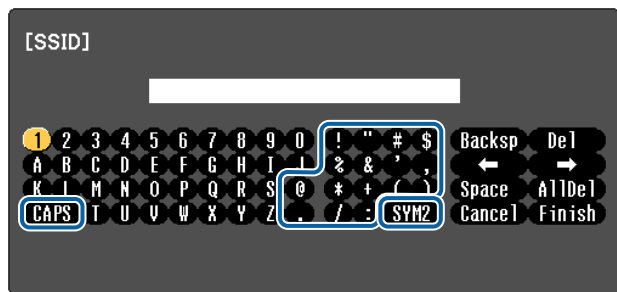 [SSID]
1 2 3 4 5 6 7 8 9 0 ! " # $ Backsp Del
A B C D E F G H I J % & ' , ← →
K L M N O P Q R S @ * + ( ) Space AllDel
CAPS T U V W X Y Z . / : SYM2 Cancel Finish